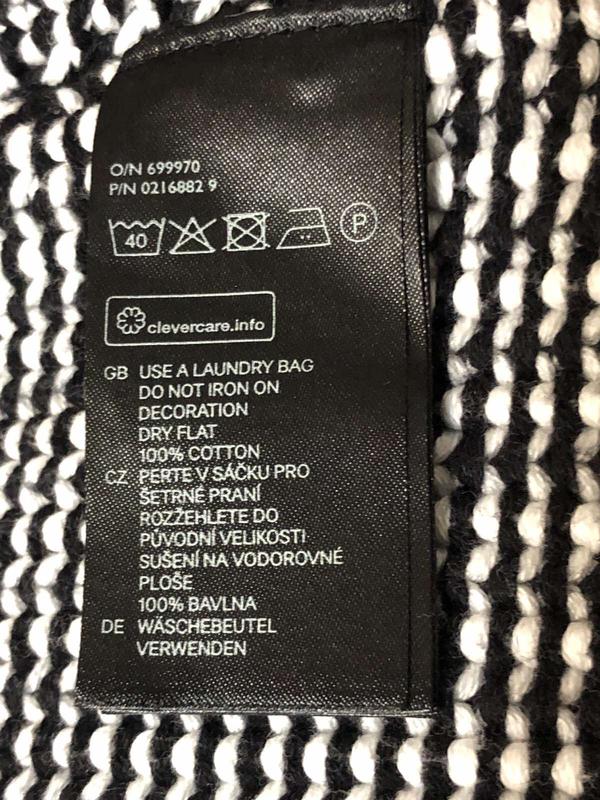 O/N 699970
P/N 0216882 9
40 P
clevercare.info
GB USE A LAUNDRY BAG
DO NOT IRON ON
DECORATION
DRY FLAT
100% COTTON
CZ PERTE V SÁČKU PRO
ŠETRNÉ PRANÍ
ROZŽEHLETE DO
PŮVODNÍ VELIKOSTI
SUŠENÍ NA VODOROVNÉ
PLOŠE
100% BAVLNA
DE WÄSCHEBEUTEL
VERWENDEN